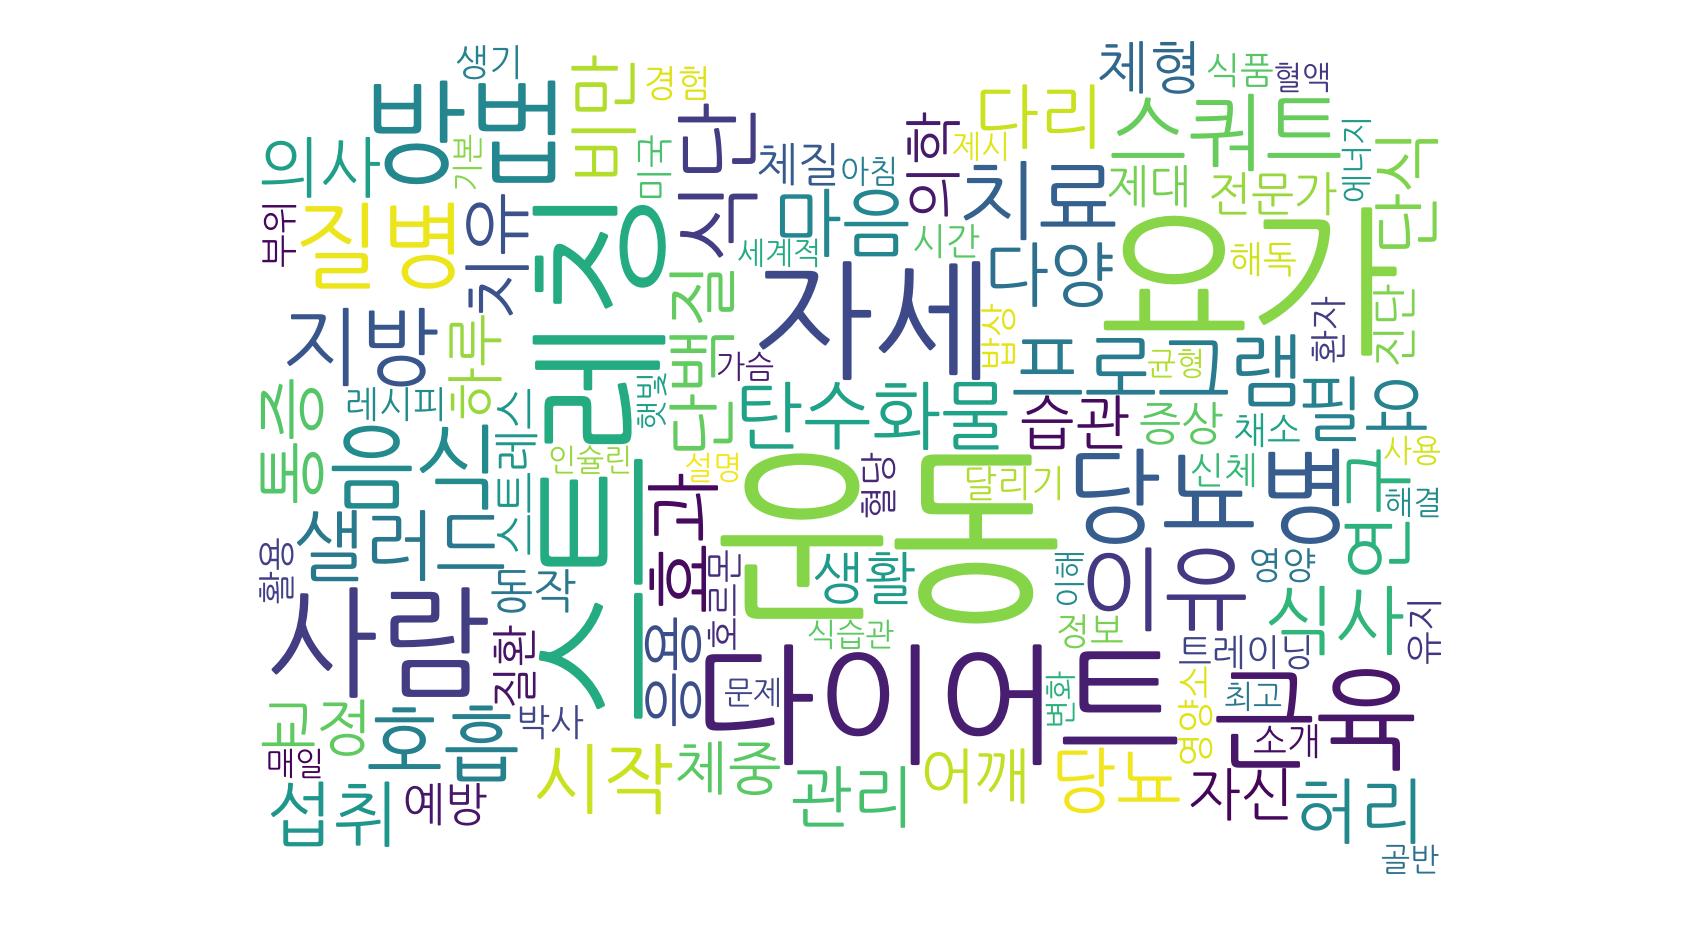 생기
방법
비만
경험
체형
식품
혈액
다리
스쿼트
의사
기본
미국
식단
체질
아침
의학
제시
에너지
단식
부위
질병
치유
스트레칭
마음
세계적
시간
치료
제대
전문가
요가
해독
다양
자세
지방
하루
단백질
가슴
밥상
프로그램
균형
환자
진단
통증
레시피
햇빛
탄수화물
습관
증상
채소
필요
음식
스트레스
인슐린
설명
혈당
운동
달리기
당뇨병
신체
연구
사용
해결
샐러드
효과
호르몬
생활
이해
이유
영양
활용
동작
사람
질환
몸
식습관
정보
식사
유지
트레이닝
다이어트
문제
변화
영양소
최고
근육
소개
교정
호흡
박사
매일
시작
체중
관리
어깨
당뇨
자신
허리
섭취
예방
골반